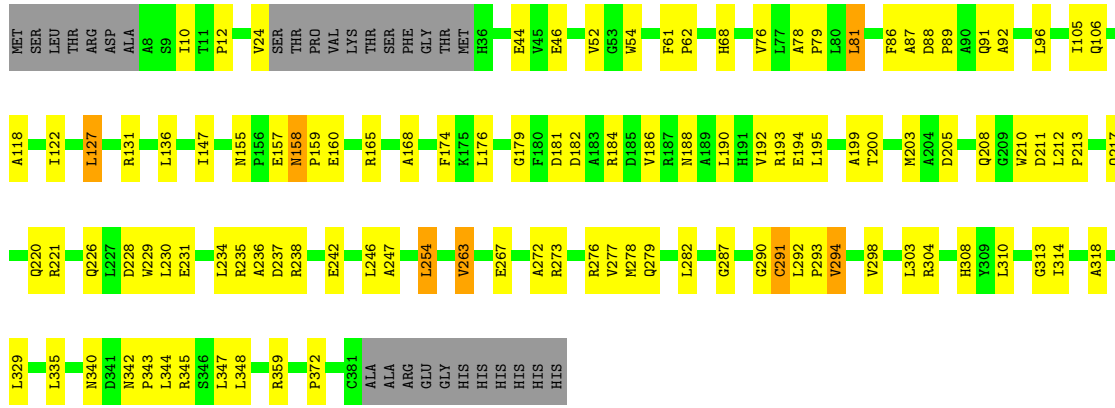 MET SER LEU THR ARG ASP ALA A8 S9 I10 T11 P12 V24 SER THR PRO VAL LYS THR SER PHE GLY THR MET H36 E44 V45 E46 V52 G53 W54 F61 P62 H68 V76 L77 A78 P79 L80 L81 F86 A87 D88 P89 A90 Q91 A92 L96 I105 Q106
A118 I122 L127 R131 L136 I147 N155 P156 E157 N158 P159 E160 R165 A168 F174 K175 L176 G179 F180 D181 D182 A183 R184 D185 V186 R187 N188 A189 L190 H191 V192 R193 E194 L195 A199 T200 M203 A204 D205 Q208 G209 W210 D211 L212 P213
Q220 R221 Q226 L227 D228 W229 L230 E231 L234 R235 A236 D237 R238 E242 L246 A247 L254 V263 E267 A272 R273 R276 V277 M278 Q279 L282 G287 G290 C291 L292 P293 V294 V298 L303 R304 H308 Y309 L310 G313 I314 A318
L329 L335 N340 D341 N342 P343 L344 R345 S346 L347 L348 R359 P372 C381 ALA ALA ARG GLU GLY HIS HIS HIS HIS HIS HIS